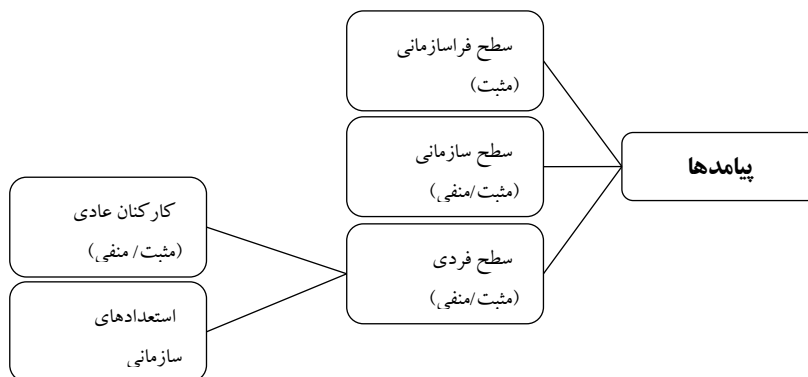 پیامدها
سطح فراسازمانی
(مثبت)
سطح سازمانی
(مثبت/منفی)
سطح فردی
(مثبت/منفی)
کارکنان عادی
(مثبت/ منفی)
استعدادهای
سازمانی